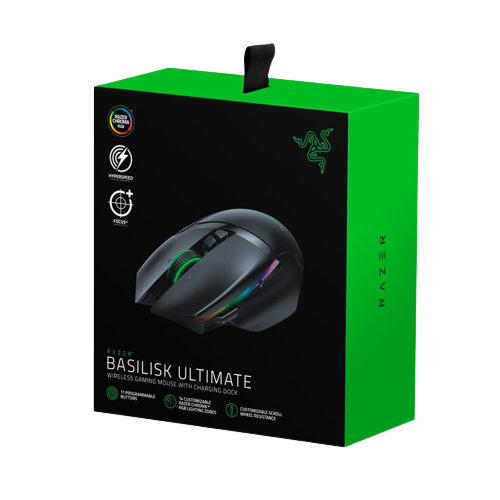 RAZER
CHROMA
RGB
HYPERSPEED
FOCUS+
RAZER
RAZER
BASILISK ULTIMATE
WIRELESS GAMING MOUSE WITH CHARGING DOCK
11 PROGRAMMABLE
BUTTONS
14 CUSTOMIZABLE
RAZER CHROMA™
RGB LIGHTING ZONES
CUSTOMIZABLE SCROLL
WHEEL RESISTANCE